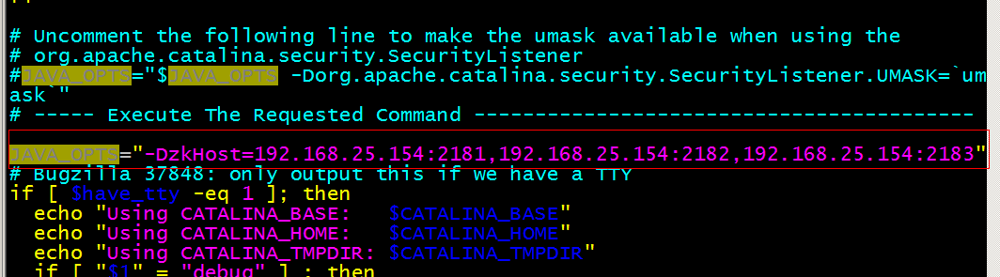 # Uncomment the following line to make the umask available when using the
# org.apache.catalina.security.SecurityListener
#JAVA_OPTS="$JAVA_OPTS -Dorg.apache.catalina.security.SecurityListener.UMASK=`um
ask`"
# ----- Execute The Requested Command -----------------------------------------
JAVA_OPTS="-DzkHost=192.168.25.154:2181,192.168.25.154:2182,192.168.25.154:2183"
# Bugzilla 37848: only output this if we have a TTY
if [ $have_tty -eq 1 ]; then
  echo "Using CATALINA_BASE:   $CATALINA_BASE"
  echo "Using CATALINA_HOME:   $CATALINA_HOME"
  echo "Using CATALINA_TMPDIR: $CATALINA_TMPDIR"
  if [ "$1" = "debug" ] ; then